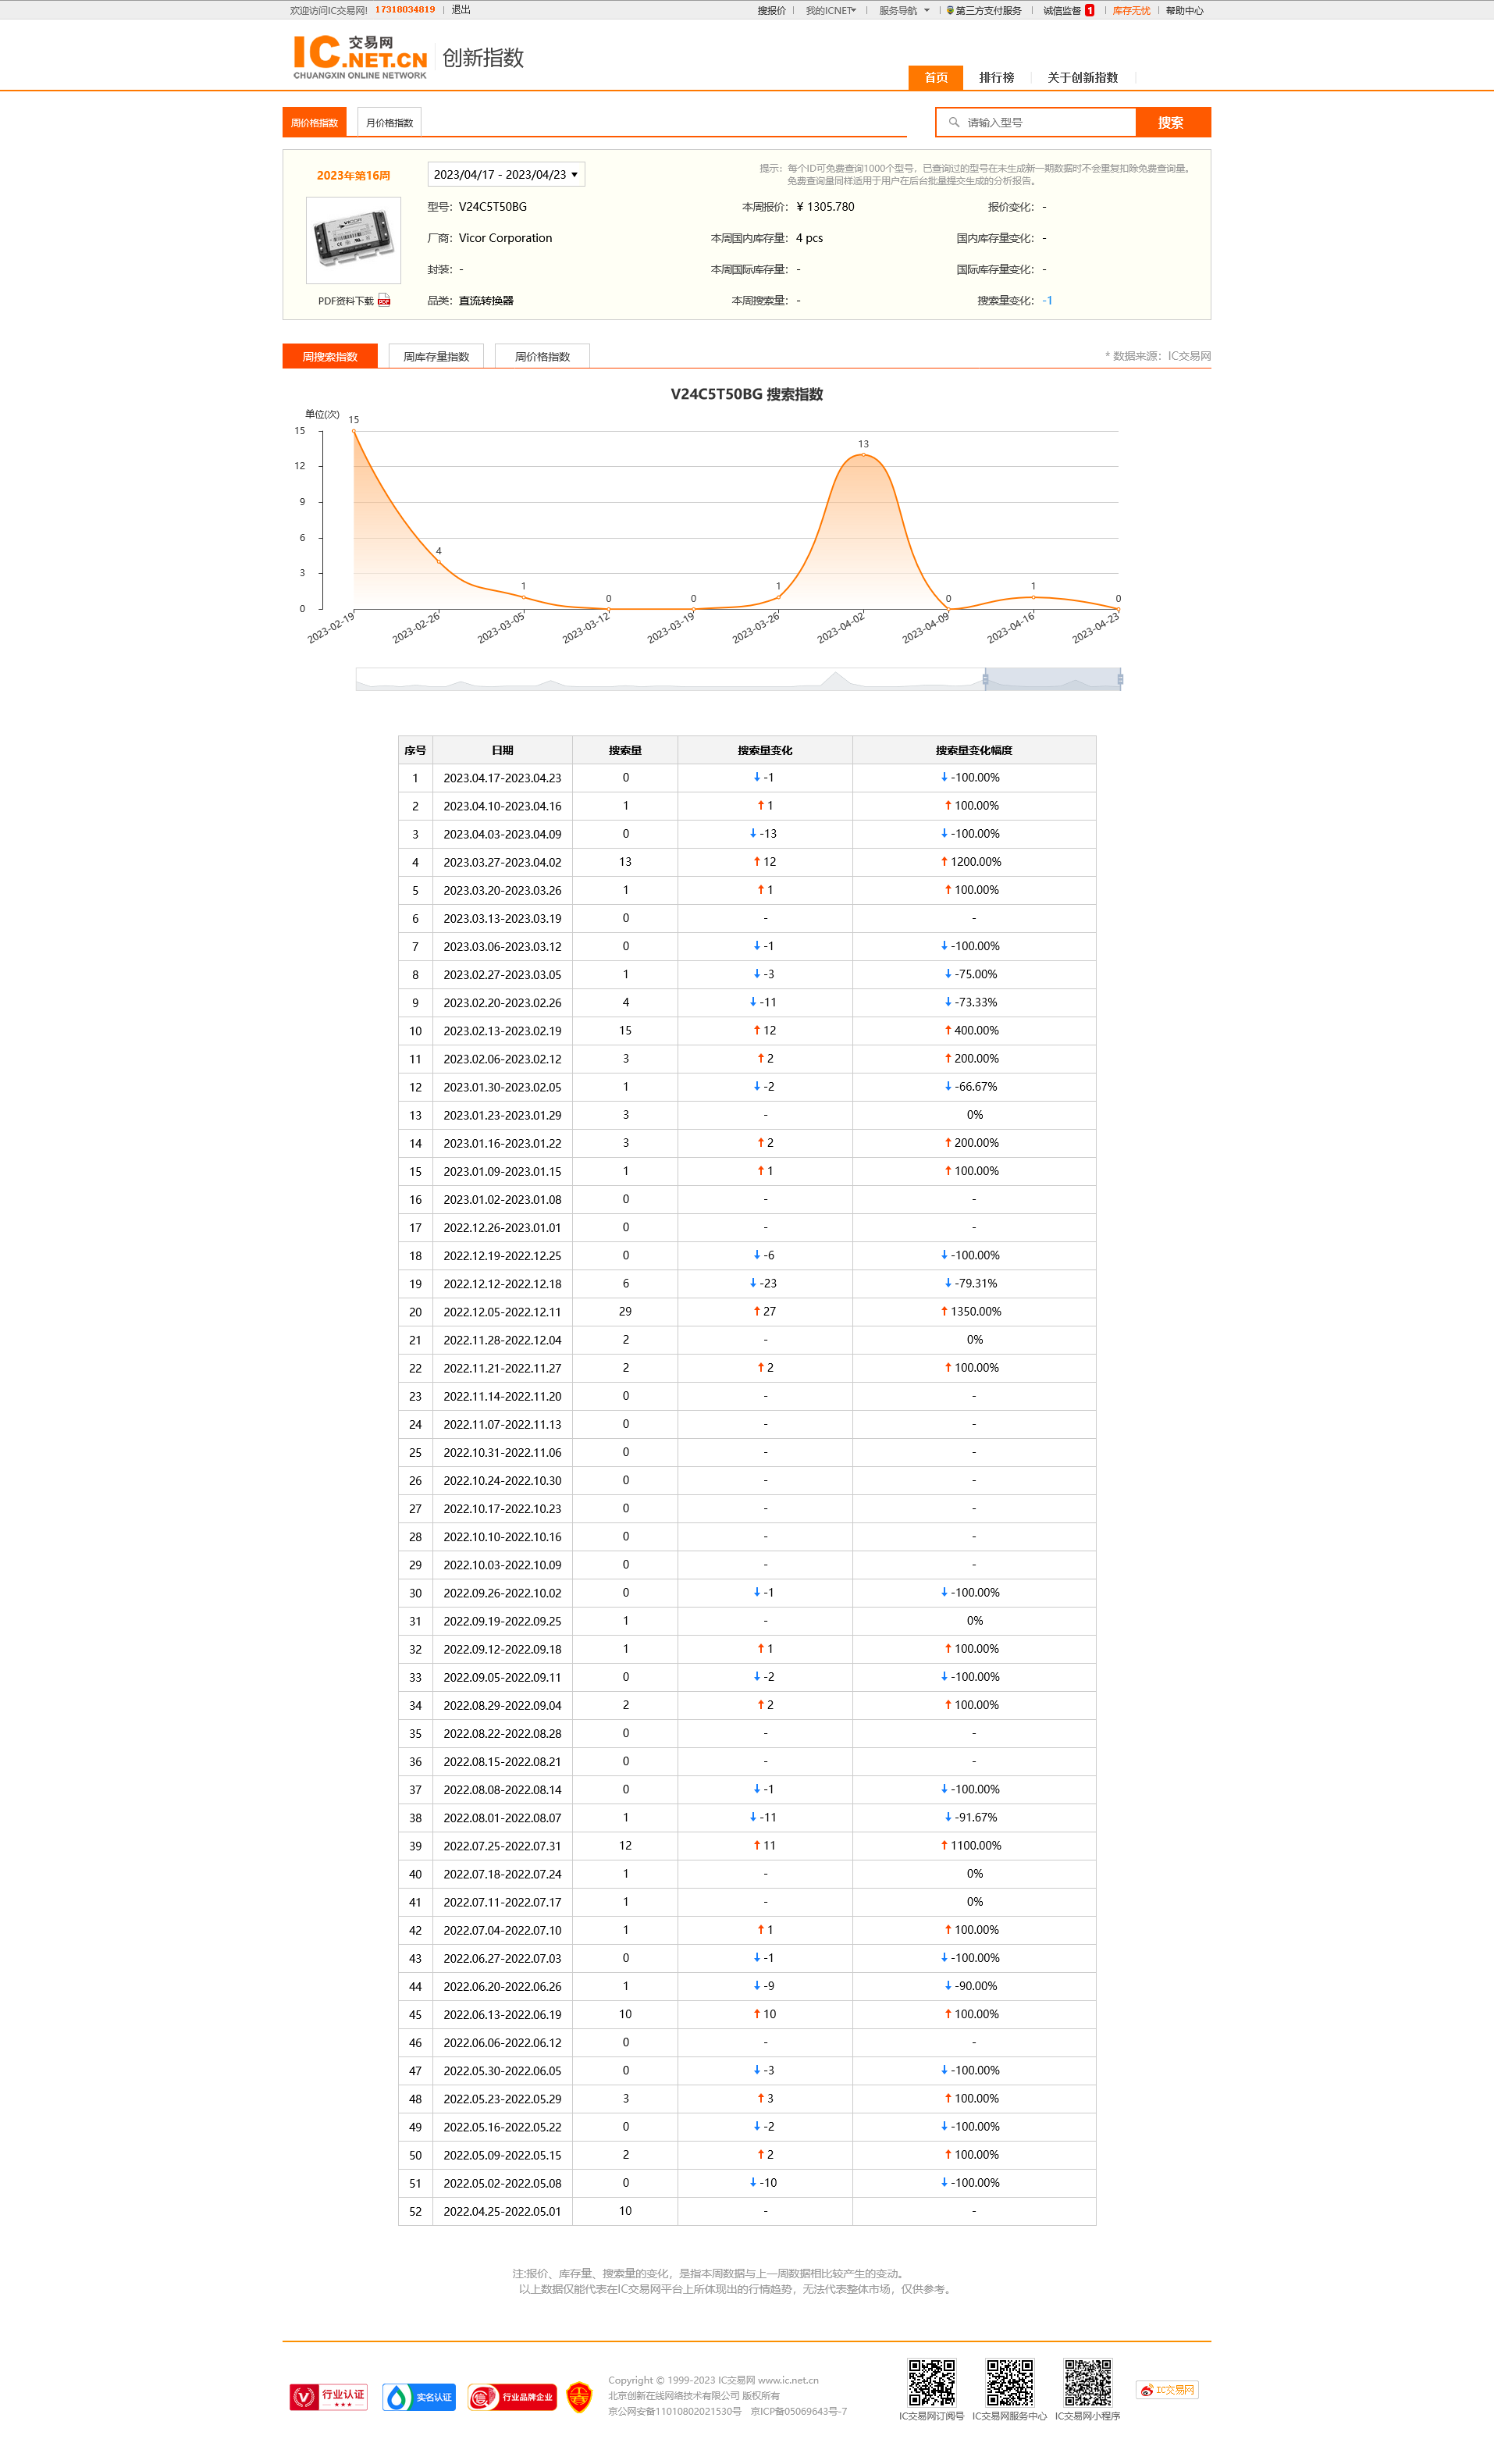 欢迎访问IC交易网! 17318034819 退出 搜报价 我的ICNET 服务导航 第三方支付服务 诚信监督 1 库存无忧 帮助中心
IC 交易网 .NET.CN
CHUANGXIN ONLINE NETWORK
创新指数
首页 排行榜 关于创新指数
周价格指数 月价格指数 请输入型号 搜索
2023年第16周 2023/04/17 - 2023/04/23
提示：每个ID可免费查询1000个型号，已查询过的型号在未生成新一期数据时不会重复扣除免费查询量。
免费查询量同样适用于用户在后台批量提交生成的分析报告。
型号：V24C5T50BG 本周报价：¥ 1305.780 报价变化：-
厂商：Vicor Corporation 本周国内库存量：4 pcs 国内库存量变化：-
封装：- 本周国际库存量：- 国际库存量变化：-
PDF资料下载 品类：直流转换器 本周搜索量：- 搜索量变化：-1
周搜索指数 周库存量指数 周价格指数 * 数据来源：IC交易网
V24C5T50BG 搜索指数
单位(次)
15 12 9 6 3 0
15 4 1 0 0 1 13 0 1 0
2023-02-19 2023-02-26 2023-03-05 2023-03-12 2023-03-19 2023-03-26 2023-04-02 2023-04-09 2023-04-16 2023-04-23
序号 日期 搜索量 搜索量变化 搜索量变化幅度
1 2023.04.17-2023.04.23 0 ↓ -1 ↓ -100.00%
2 2023.04.10-2023.04.16 1 ↑ 1 ↑ 100.00%
3 2023.04.03-2023.04.09 0 ↓ -13 ↓ -100.00%
4 2023.03.27-2023.04.02 13 ↑ 12 ↑ 1200.00%
5 2023.03.20-2023.03.26 1 ↑ 1 ↑ 100.00%
6 2023.03.13-2023.03.19 0 - -
7 2023.03.06-2023.03.12 0 ↓ -1 ↓ -100.00%
8 2023.02.27-2023.03.05 1 ↓ -3 ↓ -75.00%
9 2023.02.20-2023.02.26 4 ↓ -11 ↓ -73.33%
10 2023.02.13-2023.02.19 15 ↑ 12 ↑ 400.00%
11 2023.02.06-2023.02.12 3 ↑ 2 ↑ 200.00%
12 2023.01.30-2023.02.05 1 ↓ -2 ↓ -66.67%
13 2023.01.23-2023.01.29 3 - 0%
14 2023.01.16-2023.01.22 3 ↑ 2 ↑ 200.00%
15 2023.01.09-2023.01.15 1 ↑ 1 ↑ 100.00%
16 2023.01.02-2023.01.08 0 - -
17 2022.12.26-2023.01.01 0 - -
18 2022.12.19-2022.12.25 0 ↓ -6 ↓ -100.00%
19 2022.12.12-2022.12.18 6 ↓ -23 ↓ -79.31%
20 2022.12.05-2022.12.11 29 ↑ 27 ↑ 1350.00%
21 2022.11.28-2022.12.04 2 - 0%
22 2022.11.21-2022.11.27 2 ↑ 2 ↑ 100.00%
23 2022.11.14-2022.11.20 0 - -
24 2022.11.07-2022.11.13 0 - -
25 2022.10.31-2022.11.06 0 - -
26 2022.10.24-2022.10.30 0 - -
27 2022.10.17-2022.10.23 0 - -
28 2022.10.10-2022.10.16 0 - -
29 2022.10.03-2022.10.09 0 - -
30 2022.09.26-2022.10.02 0 ↓ -1 ↓ -100.00%
31 2022.09.19-2022.09.25 1 - 0%
32 2022.09.12-2022.09.18 1 ↑ 1 ↑ 100.00%
33 2022.09.05-2022.09.11 0 ↓ -2 ↓ -100.00%
34 2022.08.29-2022.09.04 2 ↑ 2 ↑ 100.00%
35 2022.08.22-2022.08.28 0 - -
36 2022.08.15-2022.08.21 0 - -
37 2022.08.08-2022.08.14 0 ↓ -1 ↓ -100.00%
38 2022.08.01-2022.08.07 1 ↓ -11 ↓ -91.67%
39 2022.07.25-2022.07.31 12 ↑ 11 ↑ 1100.00%
40 2022.07.18-2022.07.24 1 - 0%
41 2022.07.11-2022.07.17 1 - 0%
42 2022.07.04-2022.07.10 1 ↑ 1 ↑ 100.00%
43 2022.06.27-2022.07.03 0 ↓ -1 ↓ -100.00%
44 2022.06.20-2022.06.26 1 ↓ -9 ↓ -90.00%
45 2022.06.13-2022.06.19 10 ↑ 10 ↑ 100.00%
46 2022.06.06-2022.06.12 0 - -
47 2022.05.30-2022.06.05 0 ↓ -3 ↓ -100.00%
48 2022.05.23-2022.05.29 3 ↑ 3 ↑ 100.00%
49 2022.05.16-2022.05.22 0 ↓ -2 ↓ -100.00%
50 2022.05.09-2022.05.15 2 ↑ 2 ↑ 100.00%
51 2022.05.02-2022.05.08 0 ↓ -10 ↓ -100.00%
52 2022.04.25-2022.05.01 10 - -
注:报价、库存量、搜索量的变化，是指本周数据与上一周数据相比较产生的变动。
以上数据仅能代表在IC交易网平台上所体现出的行情趋势，无法代表整体市场，仅供参考。
行业认证 实名认证 行业品牌企业
Copyright © 1999-2023 IC交易网 www.ic.net.cn
北京创新在线网络技术有限公司 版权所有
京公网安备11010802021530号 京ICP备05069643号-7
IC交易网订阅号 IC交易网服务中心 IC交易网小程序
IC交易网